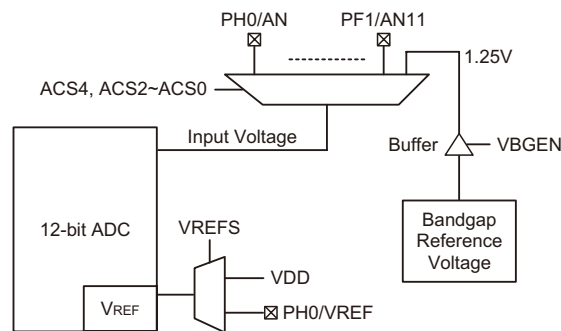 PH0/AN PF1/AN11
1.25V
ACS4, ACS2~ACS0
Input Voltage
Buffer
VBGEN
12-bit ADC
VREFS
Bandgap
Reference
Voltage
VDD
VREF
PH0/VREF